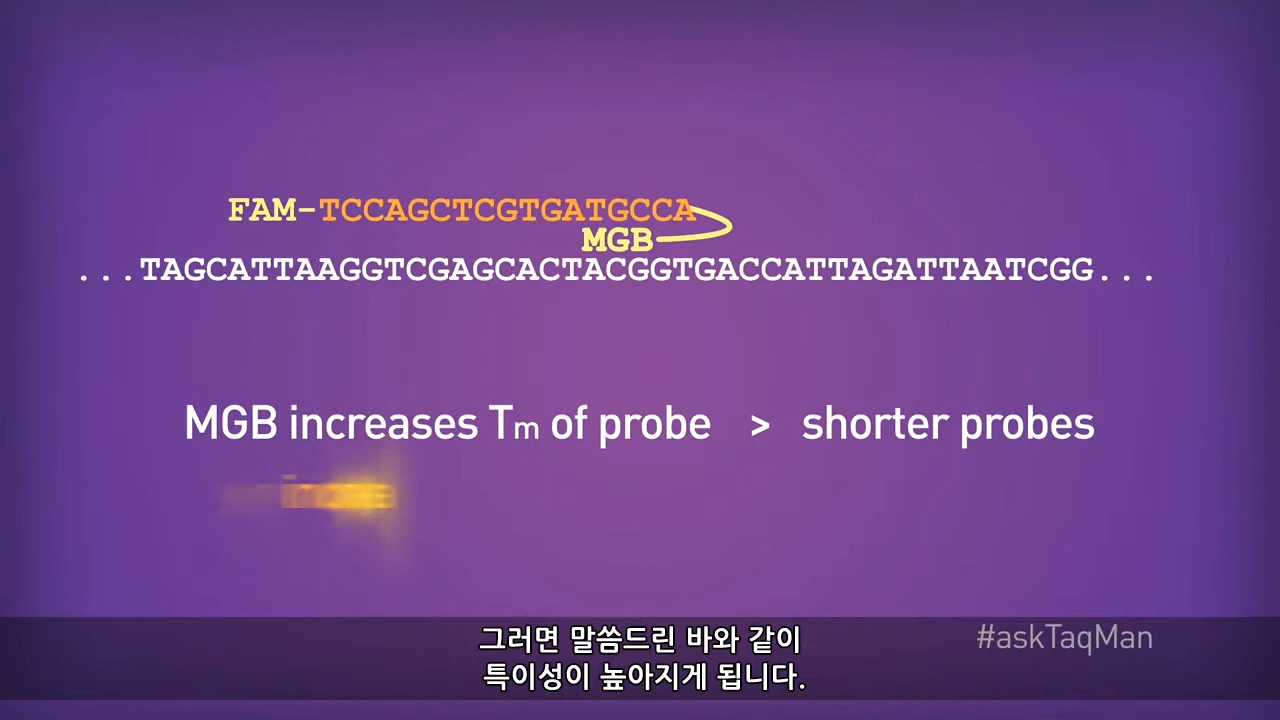 FAM-TCCAGCTCGTGATGCCA
MGB
...TAGCATTAAGGTCGAGCACTACGGTGACCATTAGATTAATCGG...
MGB increases Tm of probe > shorter probes
#askTaqMan
그러면 말씀드린 바와 같이
특이성이 높아지게 됩니다.